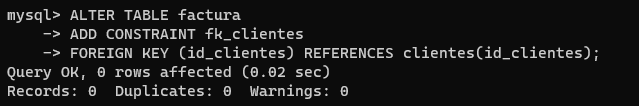 mysql> ALTER TABLE factura
    -> ADD CONSTRAINT fk_clientes
    -> FOREIGN KEY (id_clientes) REFERENCES clientes(id_clientes);
Query OK, 0 rows affected (0.02 sec)
Records: 0  Duplicates: 0  Warnings: 0